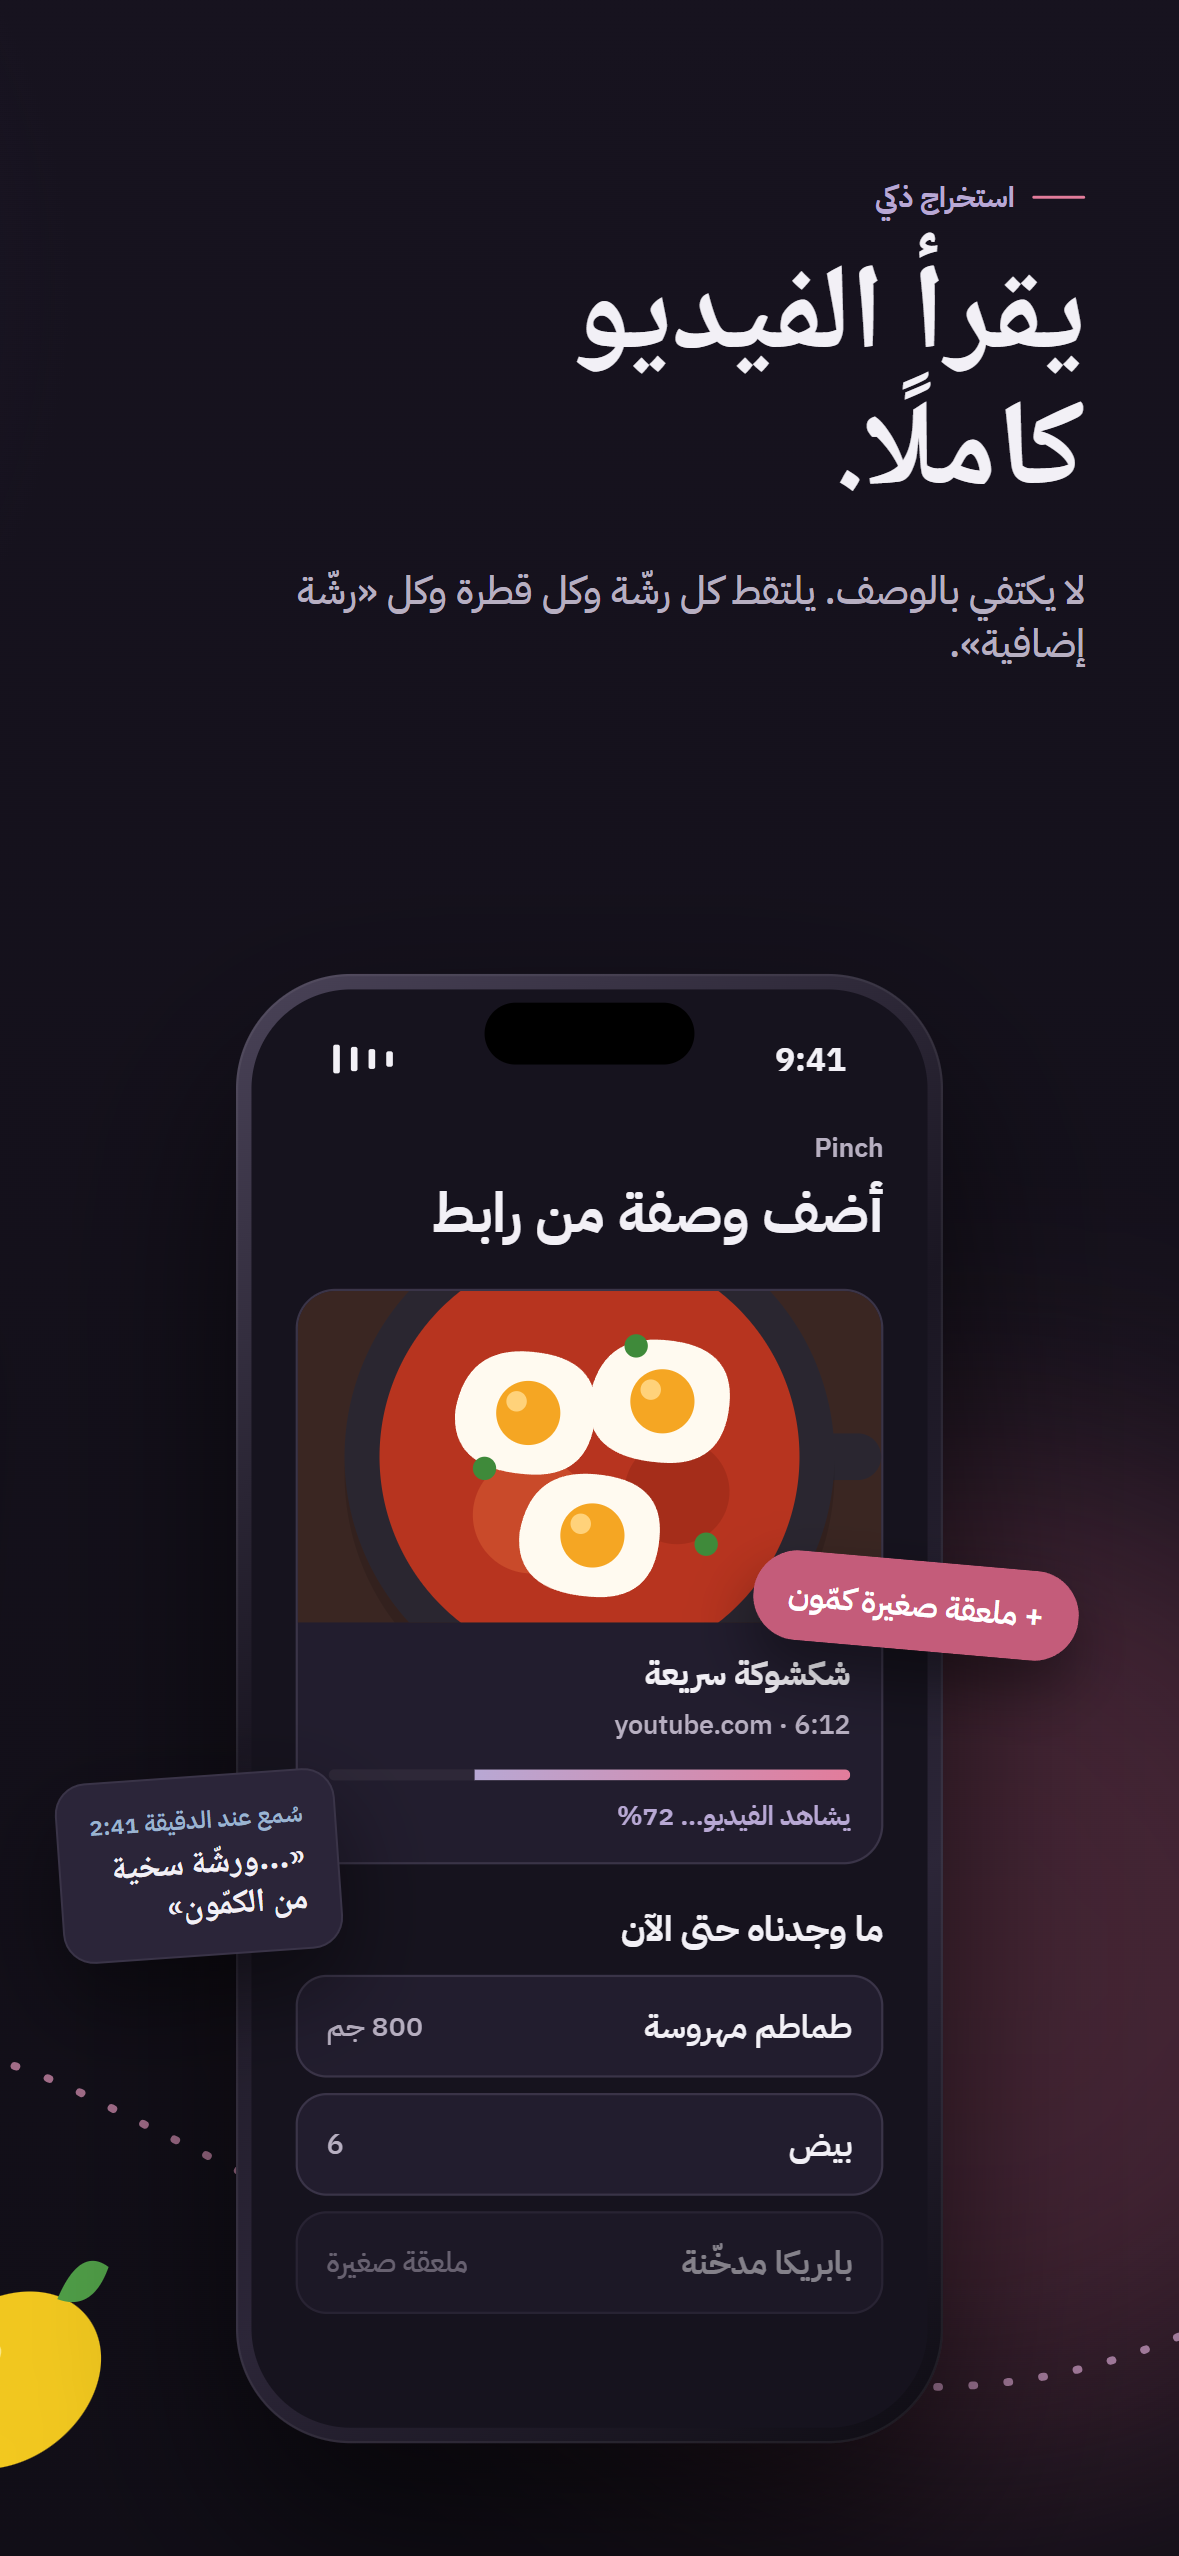 استخراج ذكي
يقرأ الفيديو
كاملًا.
لا يكتفي بالوصف. يلتقط كل رشّة وكل قطرة وكل «رشّة
إضافية».
9:41
Pinch
أضف وصفة من رابط
+ ملعقة صغيرة كمّون
شكشوكة سريعة
youtube.com · 6:12
يشاهد الفيديو… 72%
سُمع عند الدقيقة 2:41
«…ورشّة سخية
من الكمّون»
ما وجدناه حتى الآن
طماطم مهروسة 800 جم
بيض 6
بابريكا مدخّنة ملعقة صغيرة